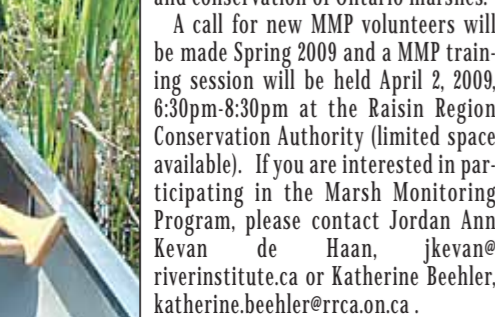 and conservation of Ontario marshes.
A call for new MMP volunteers will
be made Spring 2009 and a MMP train-
ing session will be held April 2, 2009,
6:30pm-8:30pm at the Raisin Region
Conservation Authority (limited space
available). If you are interested in par-
ticipating in the Marsh Monitoring
Program, please contact Jordan Ann
Kevan de Haan, jkevan@
riverinstitute.ca or Katherine Beehler,
katherine.beehler@rrca.on.ca .